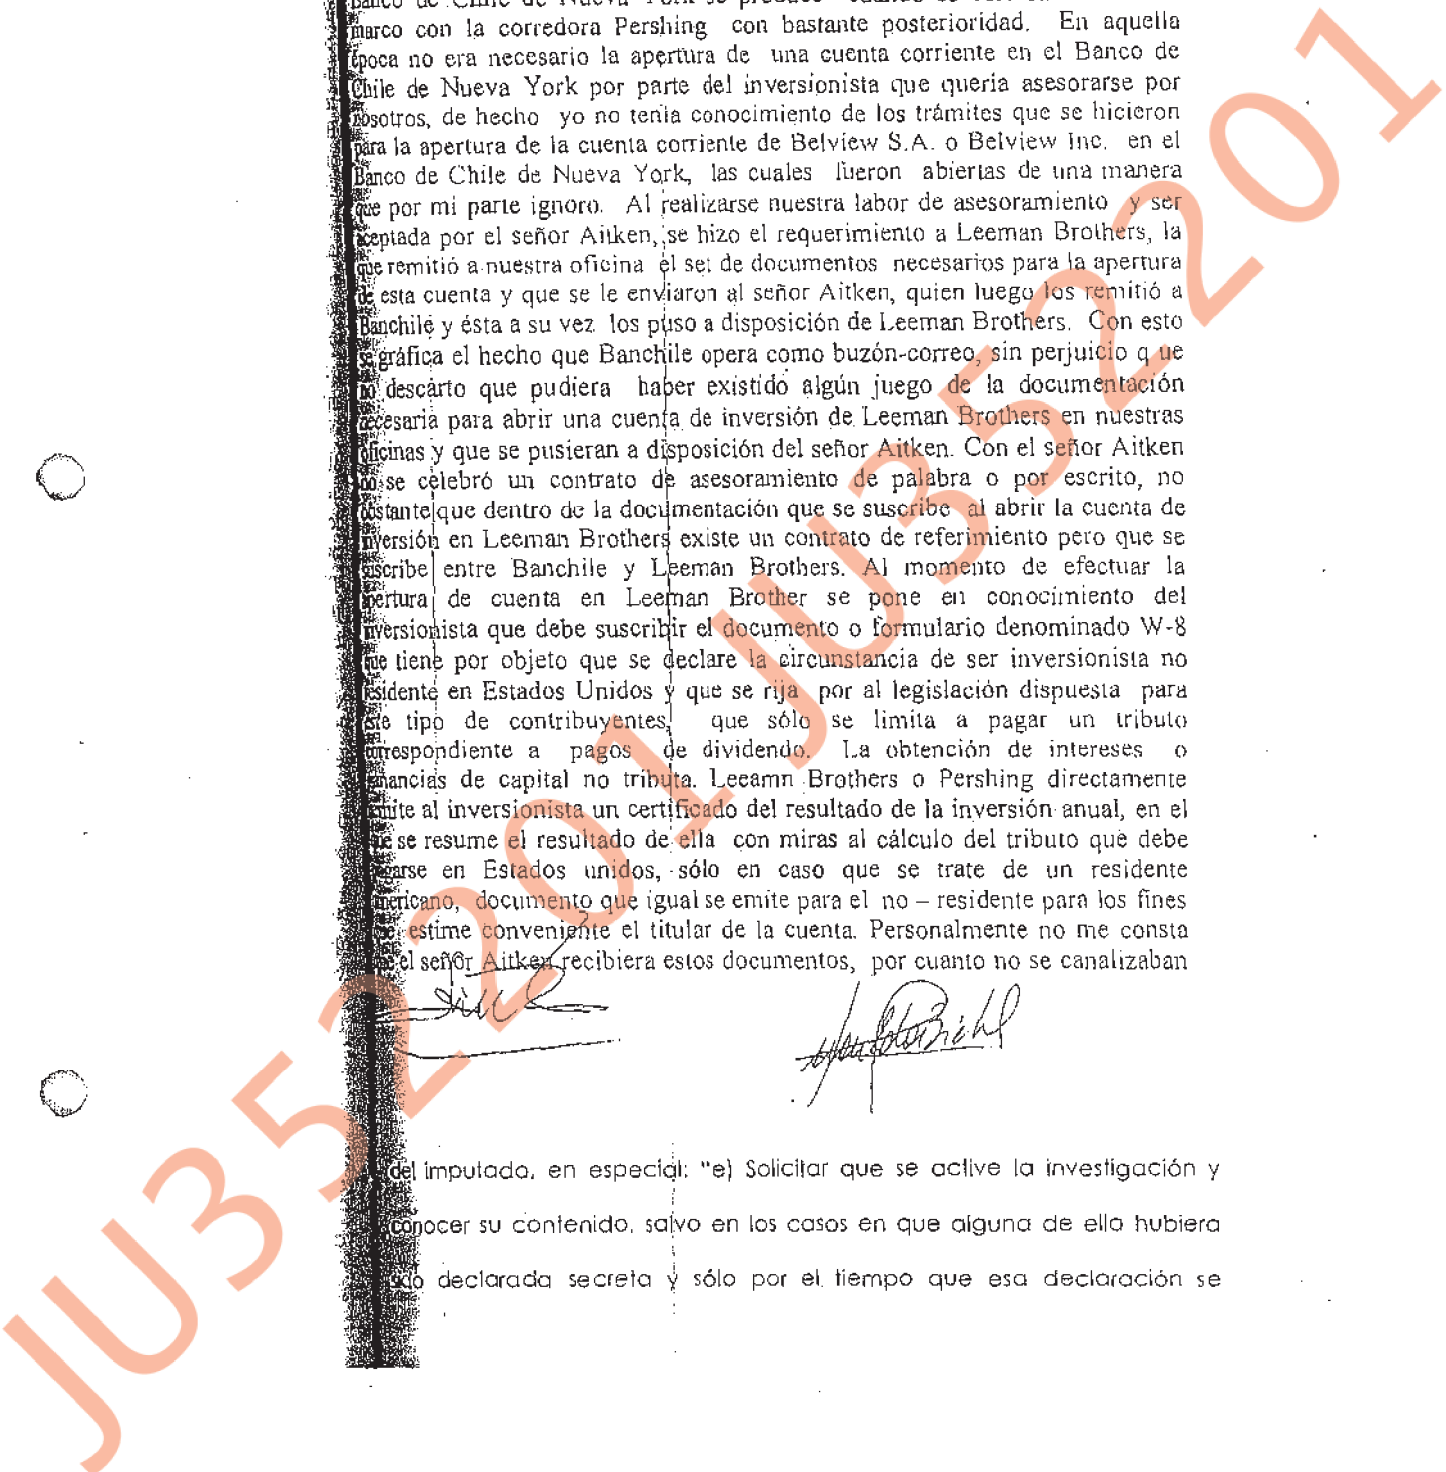 Banco de Chile de Nueva York se produce cuando se
marco con la corredora Pershing con bastante posterioridad. En aquella
época no era necesario la apertura de una cuenta corriente en el Banco de
Chile de Nueva York por parte del inversionista que quería asesorarse por
nosotros, de hecho yo no tenía conocimiento de los trámites que se hicieron
para la apertura de la cuenta corriente de Belview S.A. o Belview Inc. en el
Banco de Chile de Nueva York, las cuales fueron abiertas de una manera
que por mi parte ignoro. Al realizarse nuestra labor de asesoramiento y ser
aceptada por el señor Aitken, se hizo el requerimiento a Leeman Brothers, la
que remitió a nuestra oficina el set de documentos necesarios para la apertura
de esta cuenta y que se le enviaron al señor Aitken, quien luego los remitió a
Banchile y ésta a su vez los puso a disposición de Leeman Brothers. Con esto
se gráfica el hecho que Banchile opera como buzón-correo, sin perjuicio q ue
no descarto que pudiera haber existido algún juego de la documentación
necesaria para abrir una cuenta de inversión de Leeman Brothers en nuestras
oficinas y que se pusieran a disposición del señor Aitken. Con el señor Aitken
no se celebró un contrato de asesoramiento de palabra o por escrito, no
obstante que dentro de la documentación que se suscribe al abrir la cuenta de
inversión en Leeman Brothers existe un contrato de referimiento pero que se
suscribe entre Banchile y Leeman Brothers. Al momento de efectuar la
apertura de cuenta en Leeman Brother se pone en conocimiento del
inversionista que debe suscribir el documento o formulario denominado W-8
que tiene por objeto que se declare la circunstancia de ser inversionista no
residente en Estados Unidos y que se rija por al legislación dispuesta para
este tipo de contribuyentes, que sólo se limita a pagar un tributo
correspondiente a pagos de dividendo. La obtención de intereses o
ganancias de capital no tributa. Leeamn Brothers o Pershing directamente
emite al inversionista un certificado del resultado de la inversión anual, en el
que se resume el resultado de ella con miras al cálculo del tributo que debe
pagarse en Estados unidos, sólo en caso que se trate de un residente
americano, documento que igual se emite para el no – residente para los fines
que estime conveniente el titular de la cuenta. Personalmente no me consta
que el señor Aitken recibiera estos documentos, por cuanto no se canalizaban
del imputado, en especial: "e) Solicitar que se active la investigación y
conocer su contenido, salvo en los casos en que alguna de ella hubiera
sido declarada secreta y sólo por el tiempo que esa declaración se
JU352201 JU352201